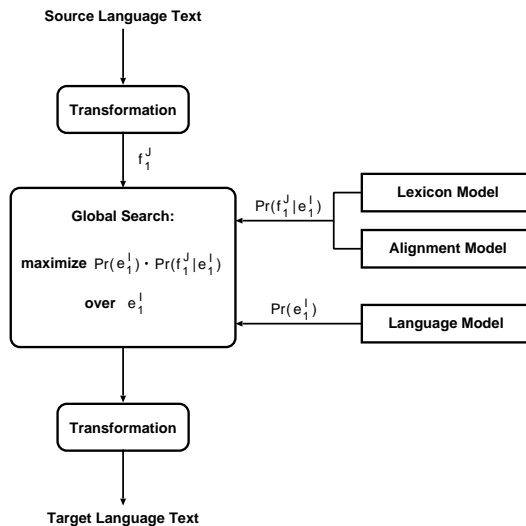 Source Language Text
Transformation
f_1^J
Global Search:
maximize Pr(e_1^I) · Pr(f_1^J|e_1^I)
over e_1^I
Pr(f_1^J|e_1^I)
Lexicon Model
Alignment Model
Pr(e_1^I)
Language Model
Transformation
Target Language Text